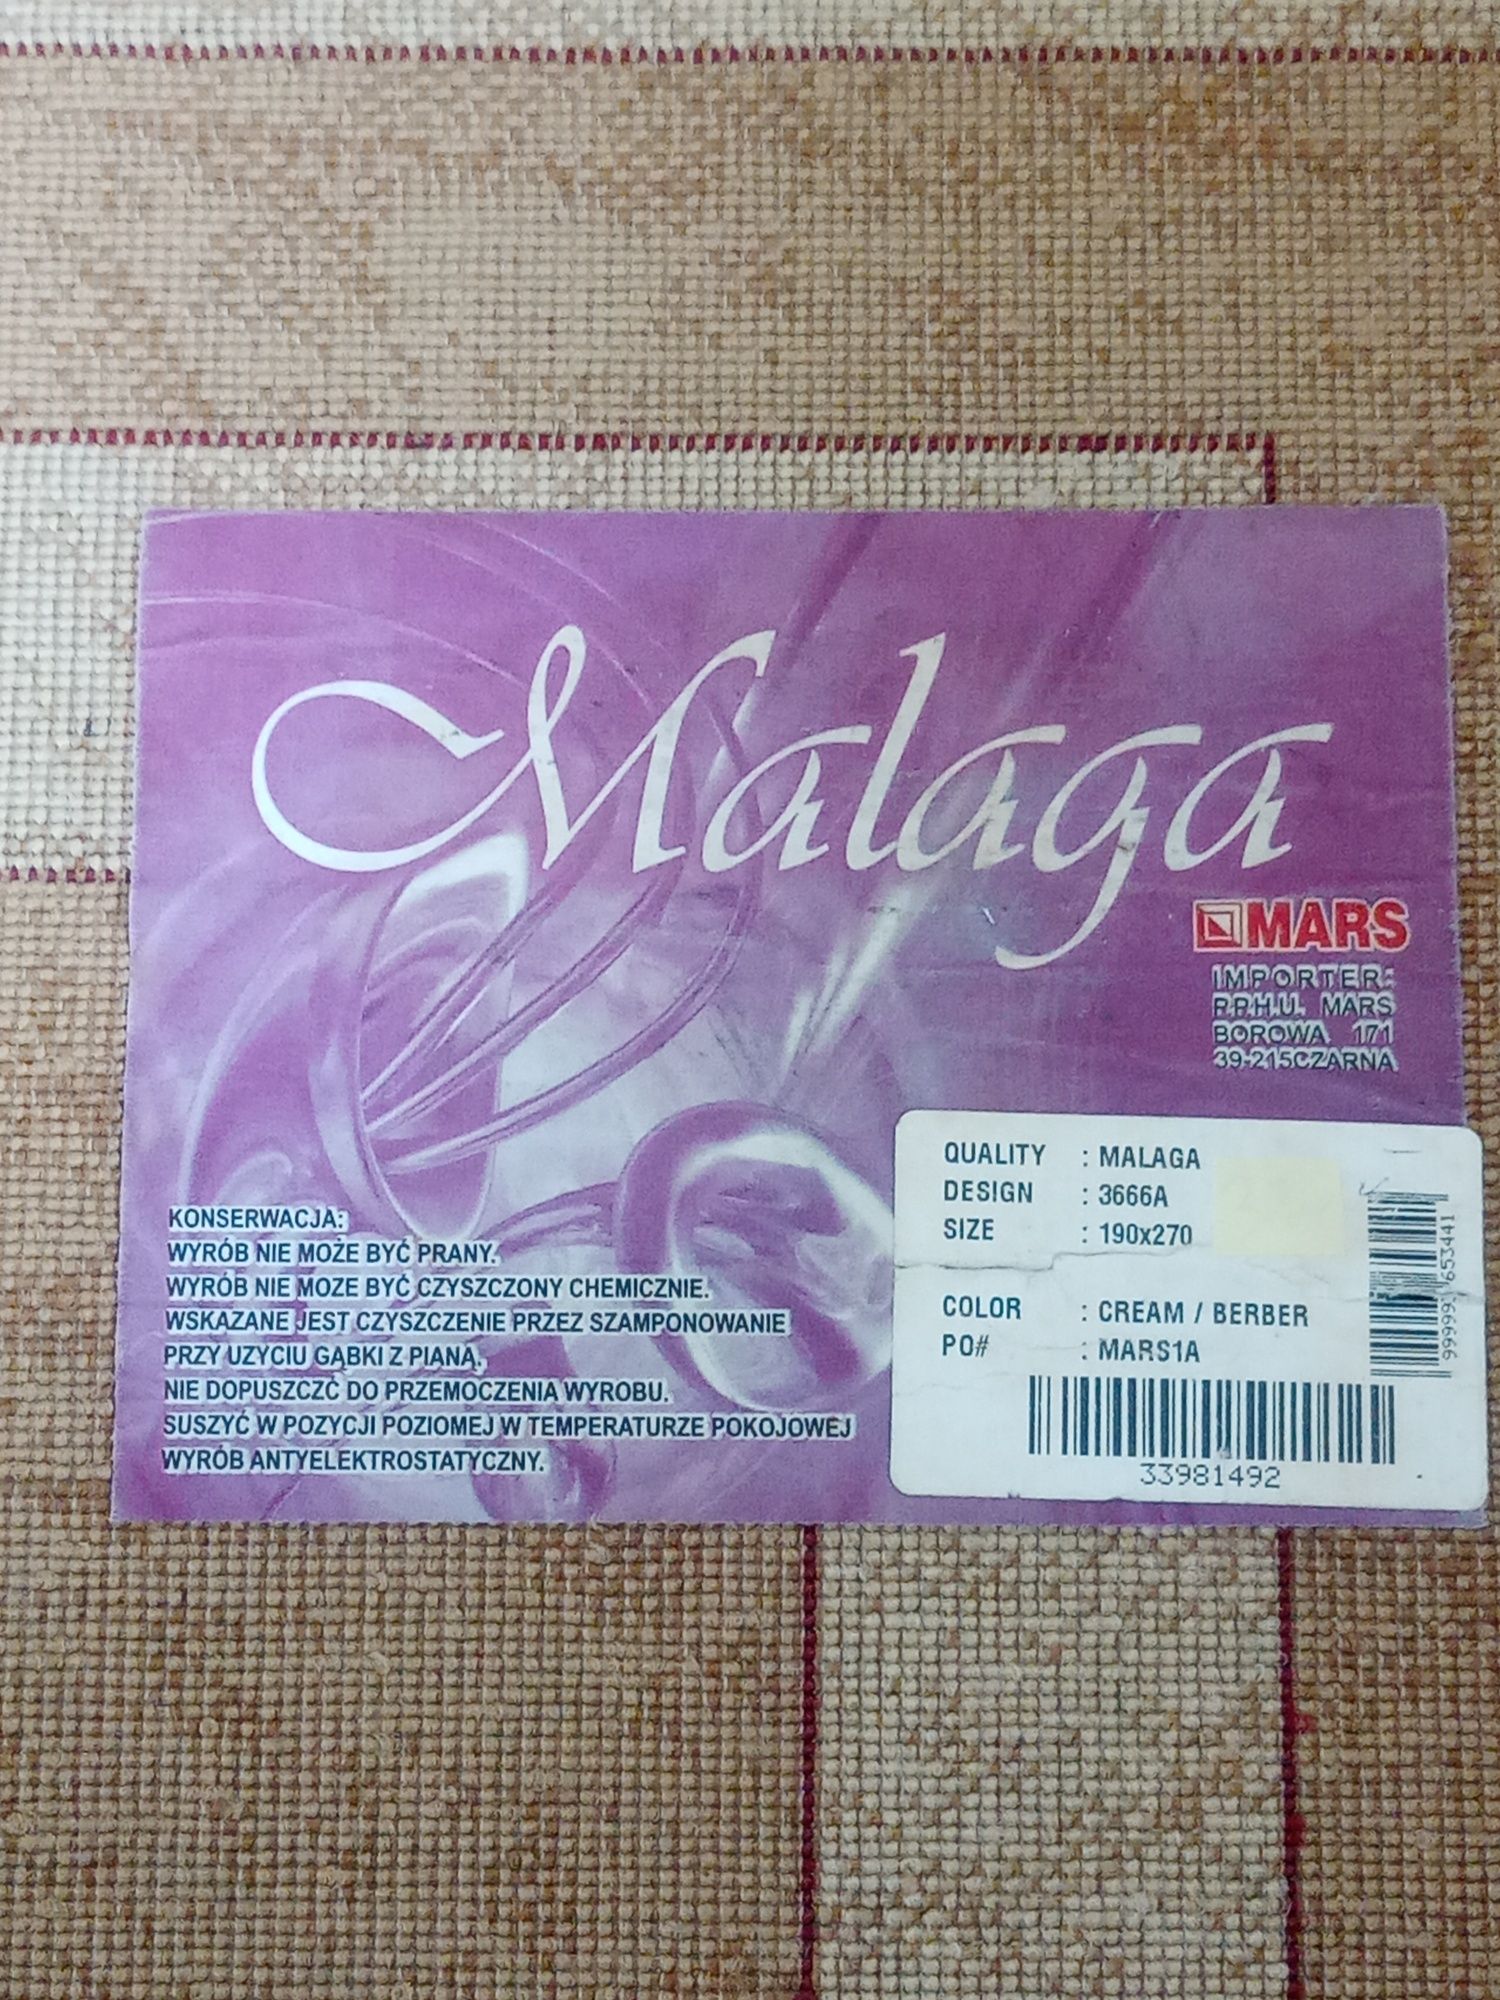 Malaga
MARS
IMPORTER:
P.P.H.U. MARS
BOROWA 171
39-215CZARNA
KONSERWACJA:
WYRÓB NIE MOŻE BYĆ PRANY.
WYRÓB NIE MOZE BYĆ CZYSZCZONY CHEMICZNIE.
WSKAZANE JEST CZYSZCZENIE PRZEZ SZAMPONOWANIE
PRZY UZYCIU GĄBKI Z PIANĄ.
NIE DOPUSZCZĆ DO PRZEMOCZENIA WYROBU.
SUSZYĆ W POZYCJI POZIOMEJ W TEMPERATURZE POKOJOWEJ
WYRÓB ANTYELEKTROSTATYCZNY.
QUALITY : MALAGA
DESIGN : 3666A
SIZE : 190x270
COLOR : CREAM / BERBER
PO# : MARS1A
33981492